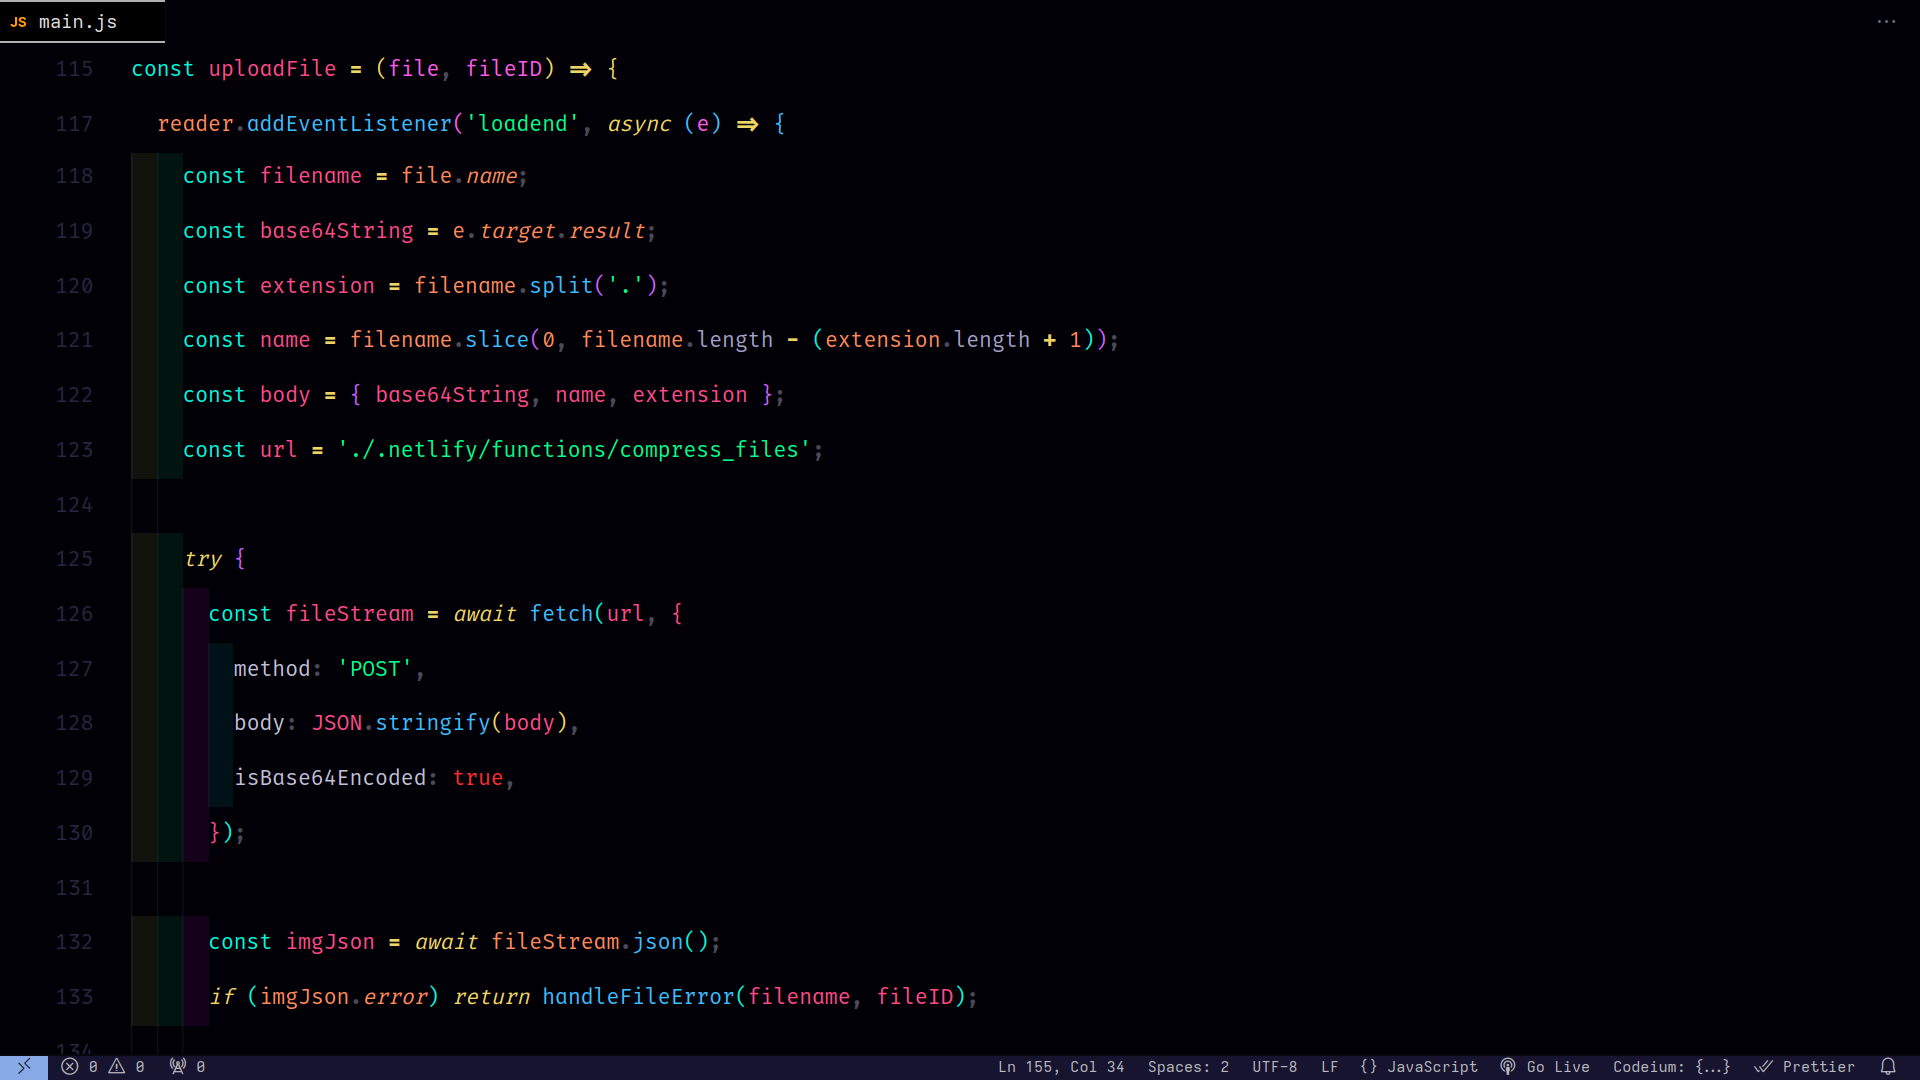 JS main.js ...
115 const uploadFile = (file, fileID) => {
117 reader.addEventListener('loadend', async (e) => {
118 const filename = file.name;
119 const base64String = e.target.result;
120 const extension = filename.split('.');
121 const name = filename.slice(0, filename.length - (extension.length + 1));
122 const body = { base64String, name, extension };
123 const url = './.netlify/functions/compress_files';
124
125 try {
126 const fileStream = await fetch(url, {
127 method: 'POST',
128 body: JSON.stringify(body),
129 isBase64Encoded: true,
130 });
131
132 const imgJson = await fileStream.json();
133 if (imgJson.error) return handleFileError(filename, fileID);
134
0 0 0 Ln 155, Col 34 Spaces: 2 UTF-8 LF {} JavaScript Go Live Codeium: {...} Prettier